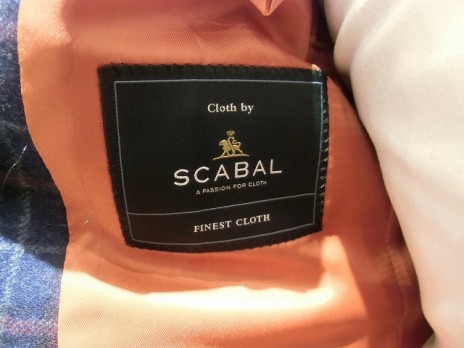 Cloth by
SCABAL
A PASSION FOR CLOTH
FINEST CLOTH